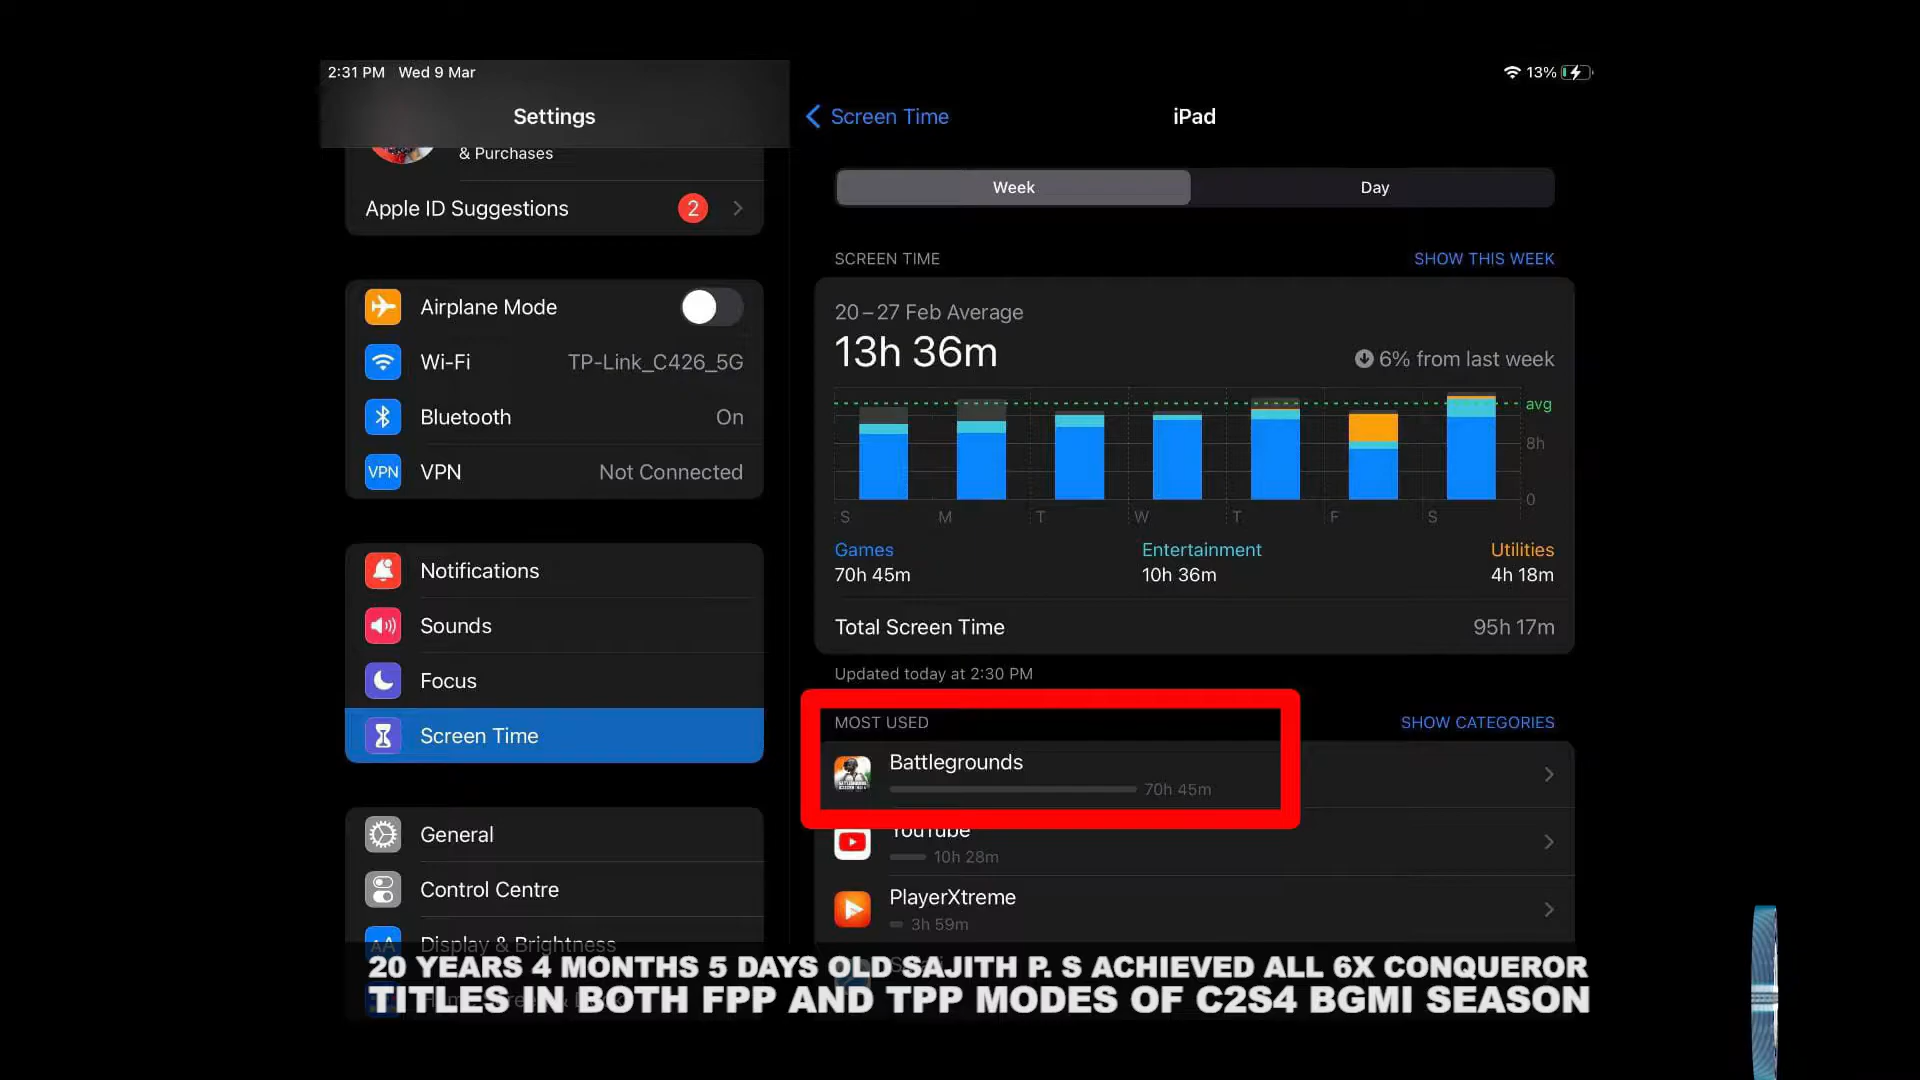 2:31 PM Wed 9 Mar
13%
Settings
Screen Time
iPad
& Purchases
Apple ID Suggestions 2
Airplane Mode
Wi-Fi TP-Link_C426_5G
Bluetooth On
VPN VPN Not Connected
Notifications
Sounds
Focus
Screen Time
General
Control Centre
AA Display & Brightness
Week Day
SCREEN TIME SHOW THIS WEEK
20–27 Feb Average
13h 36m
6% from last week
avg
8h
0
S M T W T F S
Games Entertainment Utilities
70h 45m 10h 36m 4h 18m
Total Screen Time 95h 17m
Updated today at 2:30 PM
MOST USED SHOW CATEGORIES
Battlegrounds
70h 45m
YouTube
10h 28m
PlayerXtreme
3h 59m
20 YEARS 4 MONTHS 5 DAYS OLD SAJITH P. S ACHIEVED ALL 6X CONQUEROR
TITLES IN BOTH FPP AND TPP MODES OF C2S4 BGMI SEASON